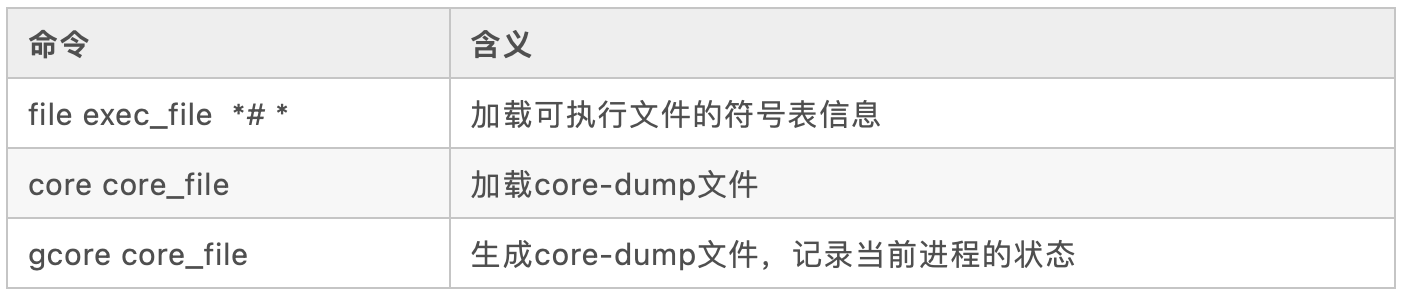 命令 含义
file exec_file  *# * 加载可执行文件的符号表信息
core core_file 加载core-dump文件
gcore core_file 生成core-dump文件，记录当前进程的状态